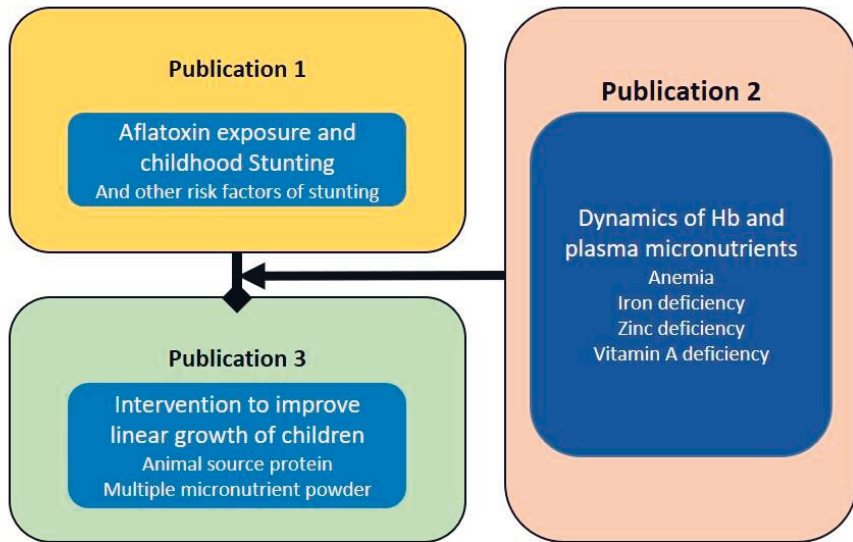 Publication 1
Aflatoxin exposure and
childhood Stunting
And other risk factors of stunting
Publication 2
Dynamics of Hb and
plasma micronutrients
Anemia
Iron deficiency
Zinc deficiency
Vitamin A deficiency
Publication 3
Intervention to improve
linear growth of children
Animal source protein
Multiple micronutrient powder